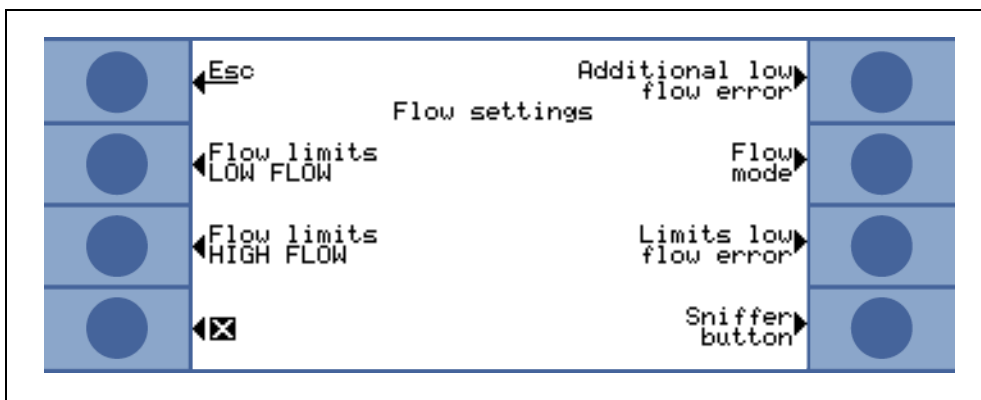 Esc
Additional low
flow error
Flow settings
Flow limits
LOW FLOW
Flow
mode
Flow limits
HIGH FLOW
Limits low
flow error
Sniffer
button